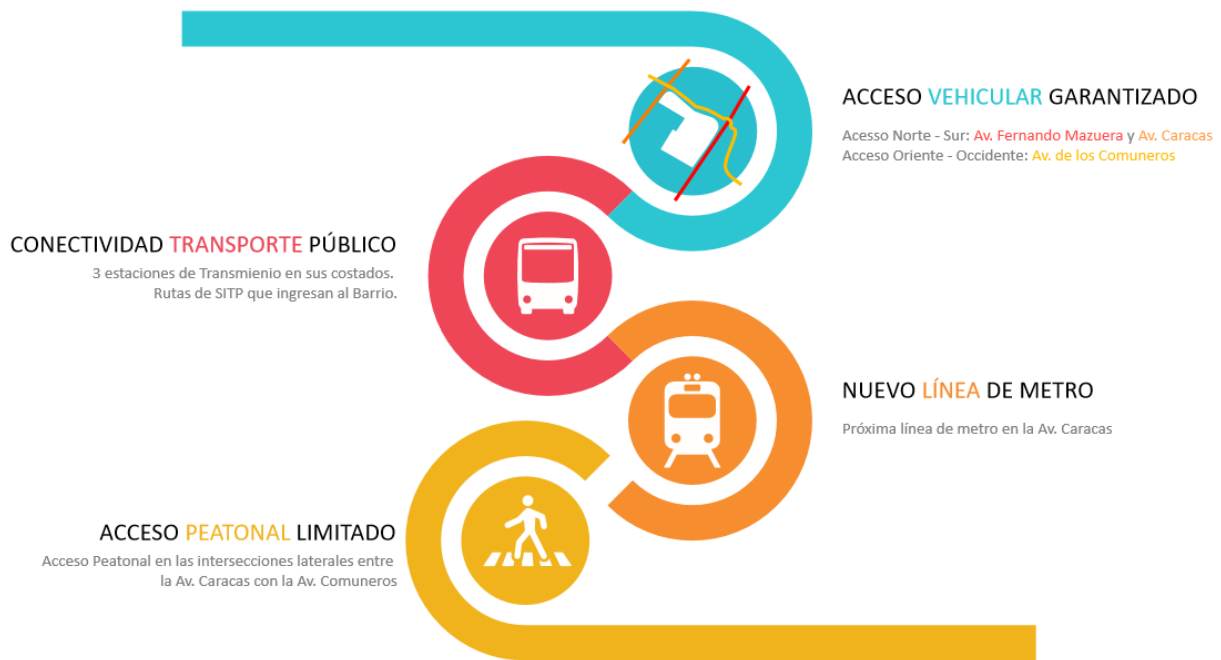 ACCESO VEHICULAR GARANTIZADO
Acesso Norte - Sur: Av. Fernando Mazuera y Av. Caracas
Acceso Oriente - Occidente: Av. de los Comuneros
CONECTIVIDAD TRANSPORTE PÚBLICO
3 estaciones de Transmienio en sus costados.
Rutas de SITP que ingresan al Barrio.
NUEVO LÍNEA DE METRO
Próxima línea de metro en la Av. Caracas
ACCESO PEATONAL LIMITADO
Acceso Peatonal en las intersecciones laterales entre
la Av. Caracas con la Av. Comuneros